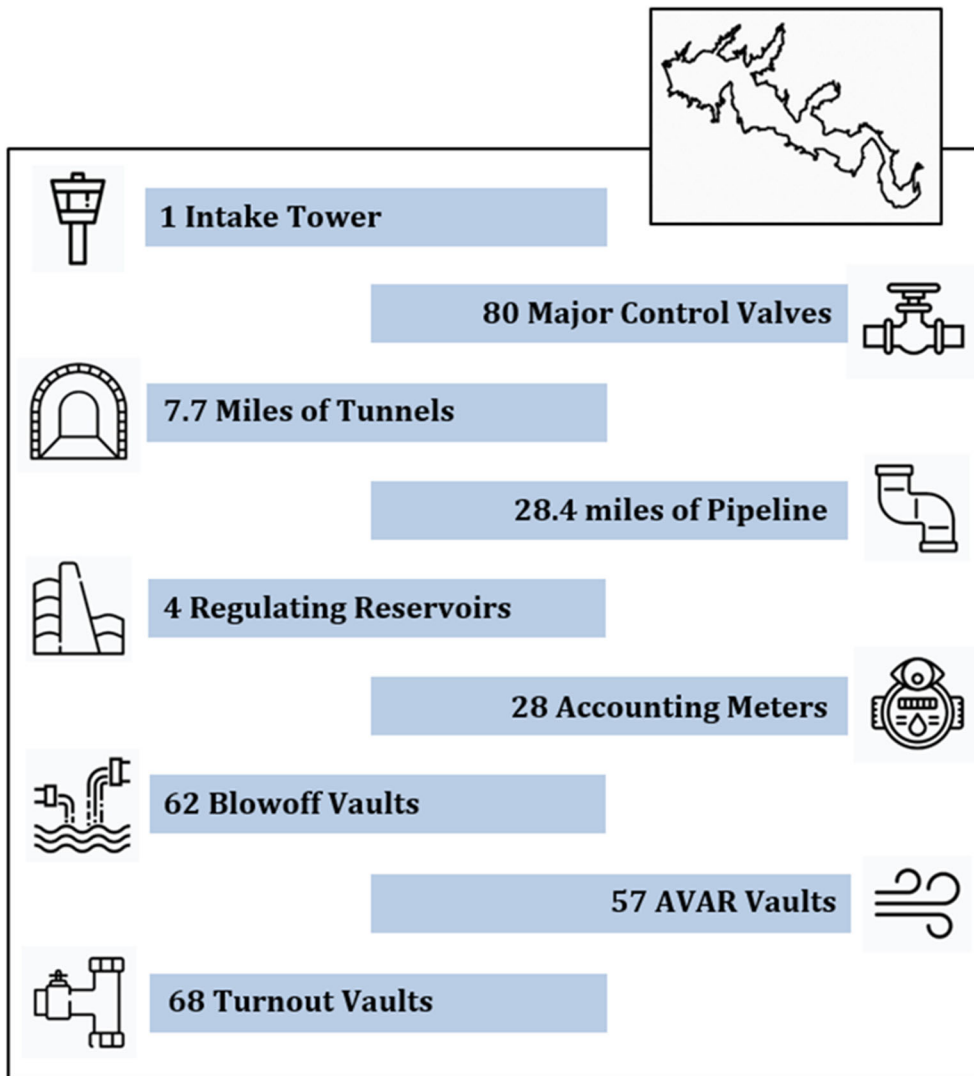 1 Intake Tower
80 Major Control Valves
7.7 Miles of Tunnels
28.4 miles of Pipeline
4 Regulating Reservoirs
28 Accounting Meters
62 Blowoff Vaults
57 AVAR Vaults
68 Turnout Vaults